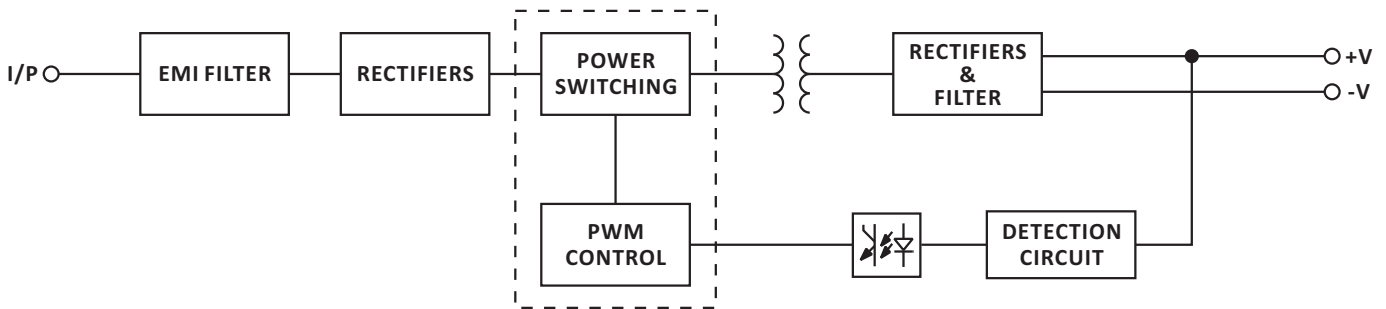 I/P
EMI FILTER
RECTIFIERS
POWER
SWITCHING
RECTIFIERS
&
FILTER
+V
-V
PWM
CONTROL
DETECTION
CIRCUIT